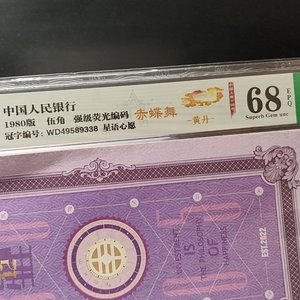 中国人民银行
1980版 伍角 强级荧光编码
冠字编号: WD49589338 星语心愿
赤蝶舞
-黄丹-
68
EPQ
Superb Gem unc
INVESTMENT
IS
THE PHILOSOPHY
OF
HAPPINESS
EST.2022